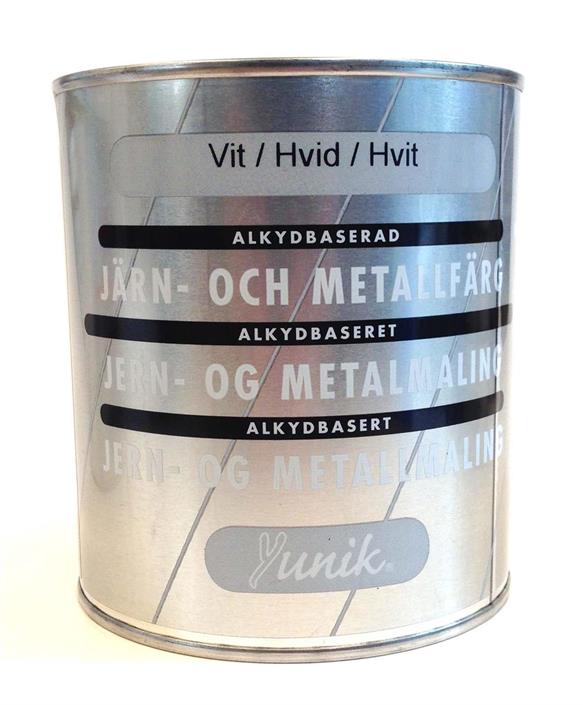 Vit / Hvid / Hvit
ALKYDBASERAD
JÄRN- OCH METALLFÄRG
ALKYDBASERET
JERN- OG METALMALING
ALKYDBASERT
JERN- OG METALLMALING
Yunik®